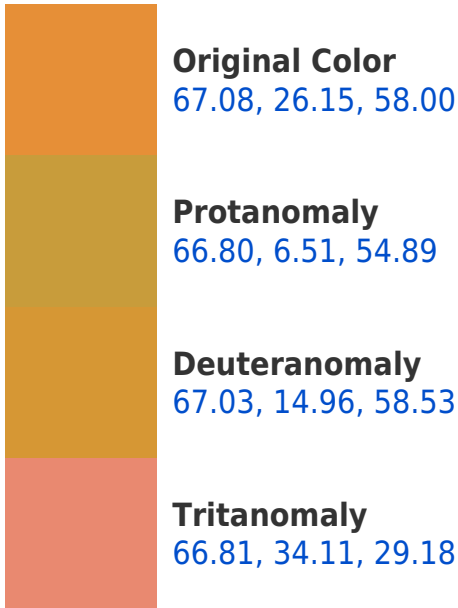 Original Color
67.08, 26.15, 58.00
Protanomaly
66.80, 6.51, 54.89
Deuteranomaly
67.03, 14.96, 58.53
Tritanomaly
66.81, 34.11, 29.18